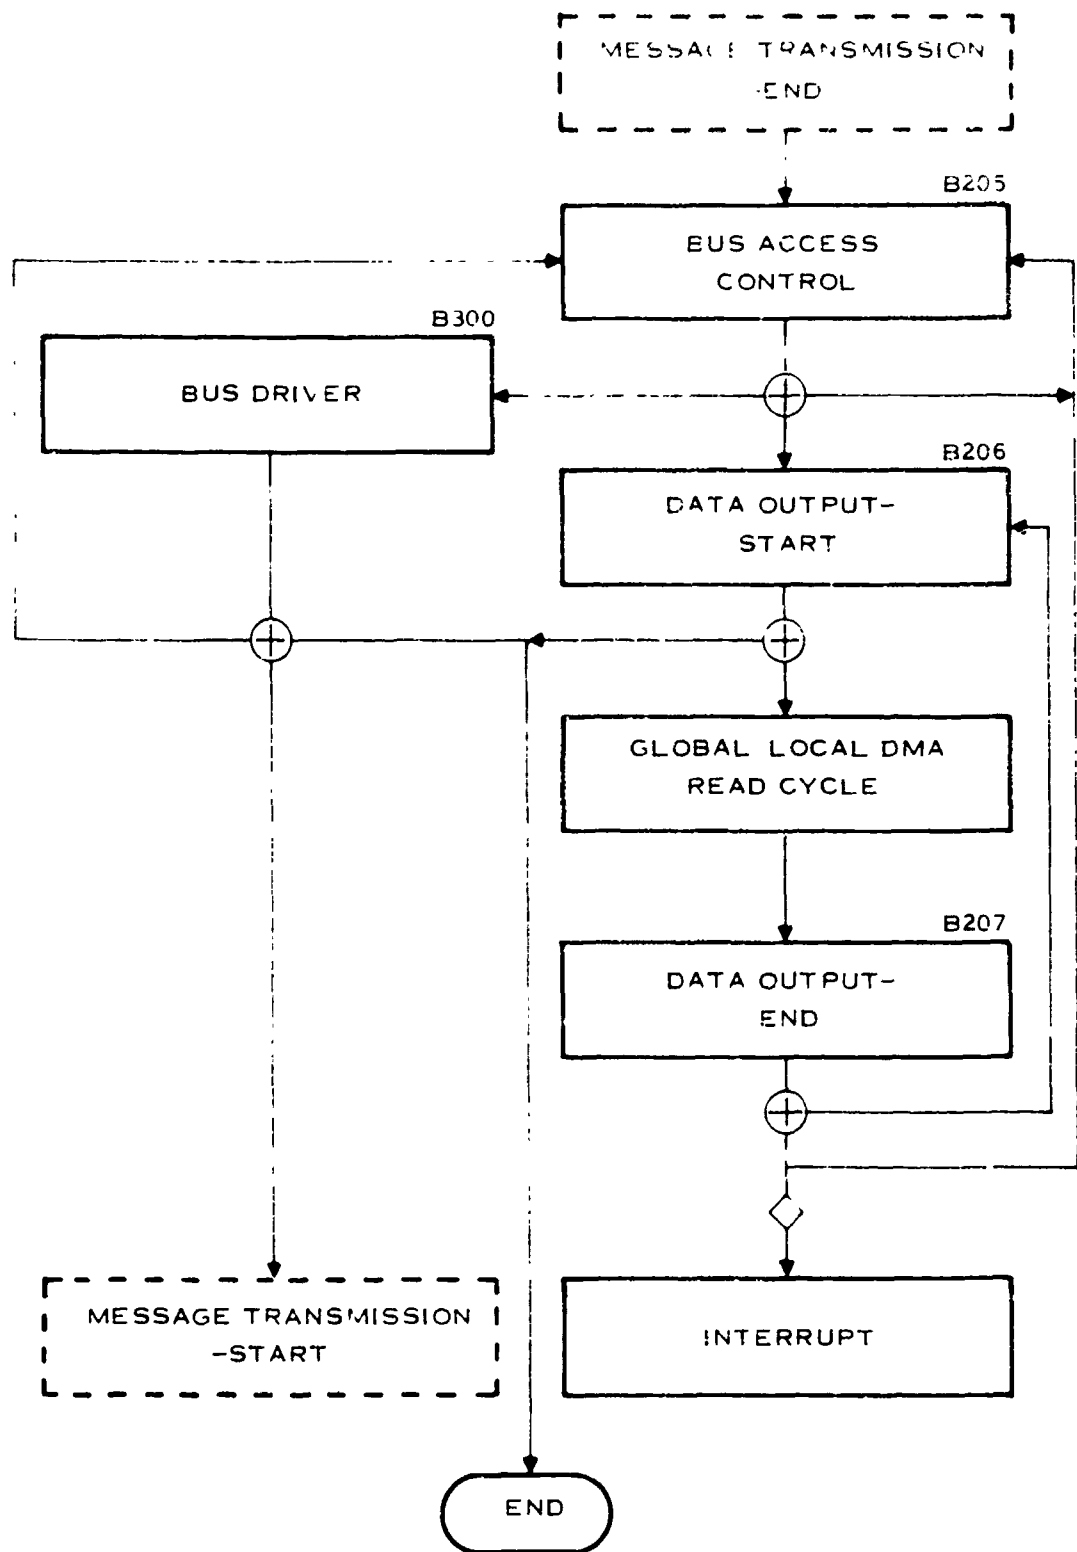 MESSAGE TRANSMISSION
-END
B205
BUS ACCESS
CONTROL
B300
BUS DRIVER
B206
DATA OUTPUT-
START
GLOBAL LOCAL DMA
READ CYCLE
B207
DATA OUTPUT-
END
MESSAGE TRANSMISSION
-START
INTERRUPT
END